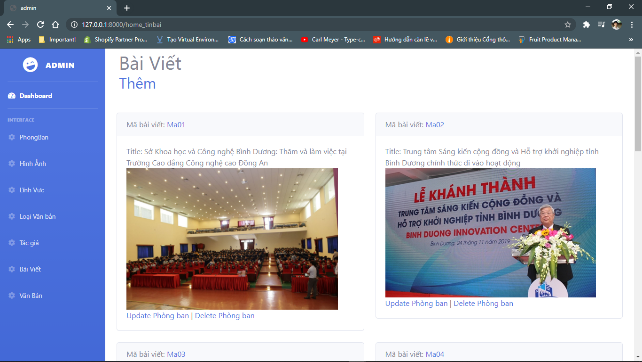 admin
127.0.0.1:8000/home_tinbai
Apps
Important!
Shopify Partner Pro...
Tạo Virtual Environ...
Cách soạn thảo văn...
Carl Meyer - Type-c...
Hướng dẫn căn lề v...
Giới thiệu Cổng thô...
Fruit Product Mana...
ADMIN
Dashboard
INTERFACE
PhongBan
Hình Ảnh
Lĩnh Vực
Loại Văn bản
Tác giả
Bài Viết
Văn Bản
Bài Viết
Thêm
Mã bài viết: Ma01
Title: Sở Khoa học và Công nghệ Bình Dương: Thăm và làm việc tại
Trường Cao đẳng Công nghệ cao Đồng An
Update Phòng ban | Delete Phòng ban
Mã bài viết: Ma02
Title: Trung tâm Sáng kiến cộng đồng và Hỗ trợ khởi nghiệp tỉnh
Bình Dương chính thức đi vào hoạt động
LỄ KHÁNH THÀNH
TRUNG TÂM SÁNG KIẾN CỘNG ĐỒNG VÀ
HỖ TRỢ KHỞI NGHIỆP TỈNH BÌNH DƯƠNG
BINH DUONG INNOVATION CENTER
Update Phòng ban | Delete Phòng ban
Mã bài viết: Ma03
Mã bài viết: Ma04